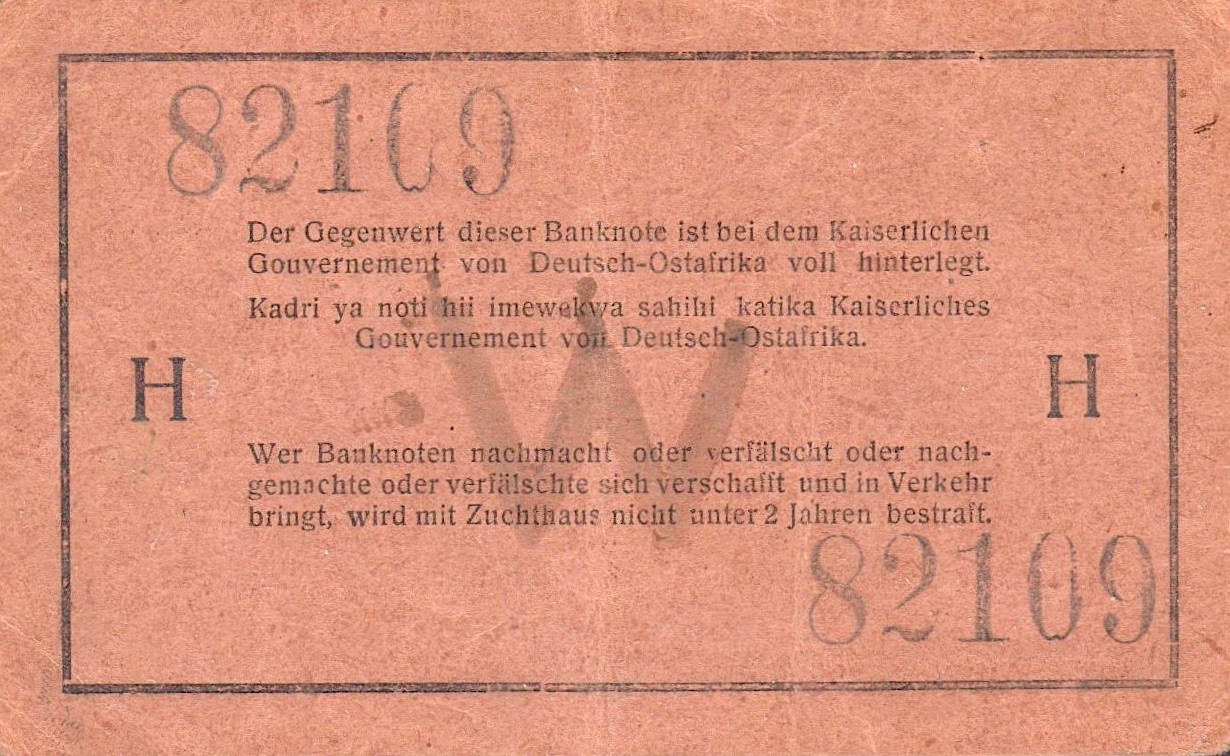 82109
Der Gegenwert dieser Banknote ist bei dem Kaiserlichen
Gouvernement von Deutsch-Ostafrika voll hinterlegt.
Kadri ya noti hii imewekwa sahihi katika Kaiserliches
Gouvernement von Deutsch-Ostafrika.
H H
W
Wer Banknoten nachmacht oder verfälscht oder nach-
gemachte oder verfälschte sich verschafft und in Verkehr
bringt, wird mit Zuchthaus nicht unter 2 Jahren bestraft.
82109